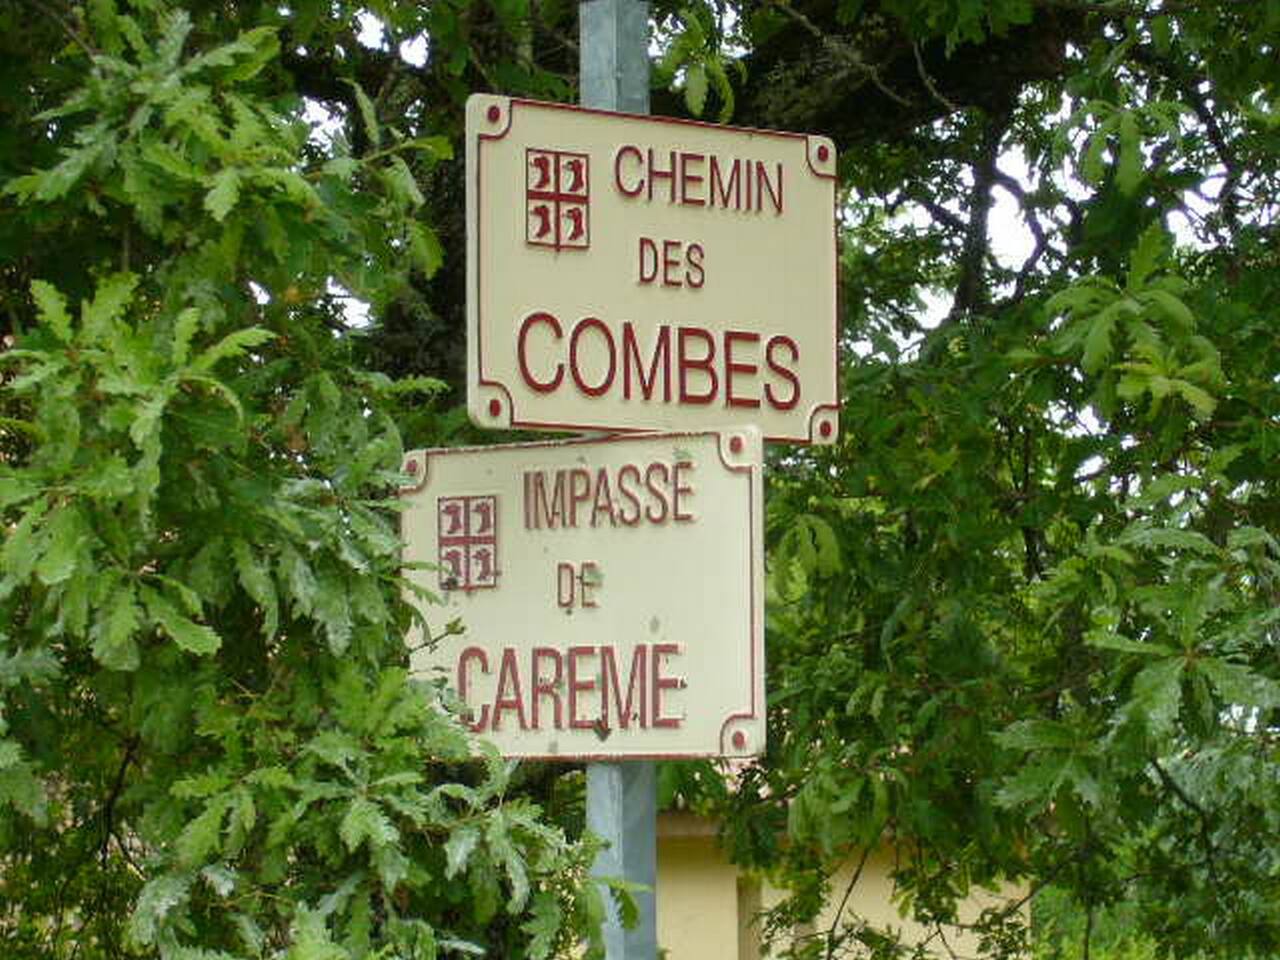 CHEMIN
DES
COMBES
IMPASSE
DE
CAREME